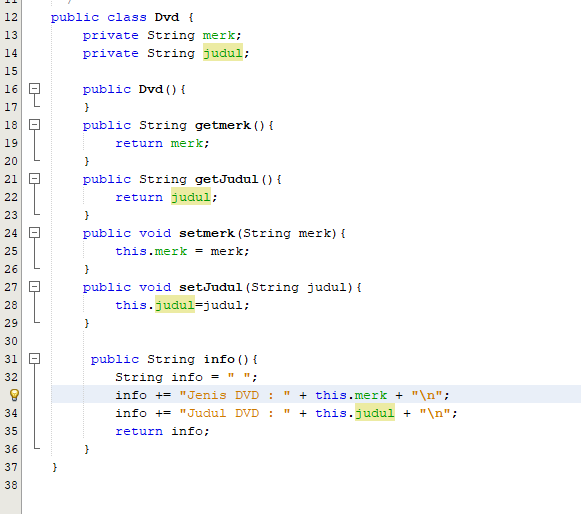 11
12 public class Dvd {
13 private String merk;
14 private String judul;
15
16 public Dvd(){
17 }
18 public String getmerk(){
19 return merk;
20 }
21 public String getJudul(){
22 return judul;
23 }
24 public void setmerk(String merk){
25 this.merk = merk;
26 }
27 public void setJudul(String judul){
28 this.judul=judul;
29 }
30
31 public String info(){
32 String info = " ";
info += "Jenis DVD : " + this.merk + "\n";
34 info += "Judul DVD : " + this.judul + "\n";
35 return info;
36 }
37 }
38